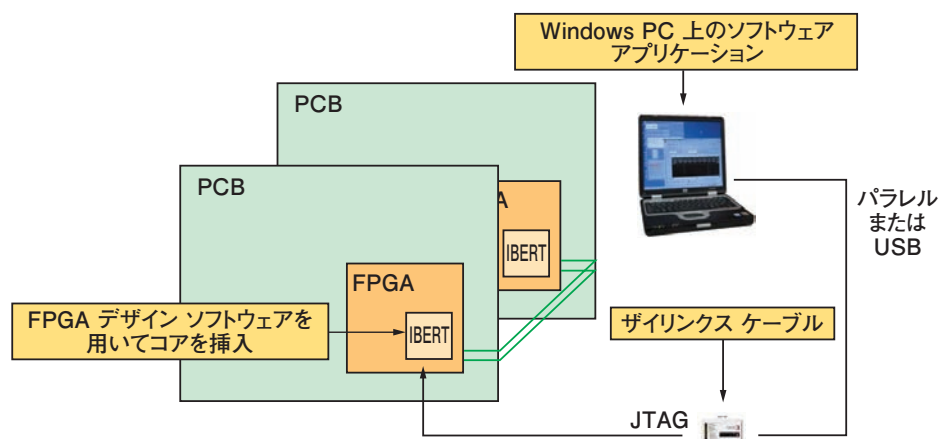 Windows PC 上のソフトウェア
アプリケーション
PCB
PCB
A
IBERT
FPGA
IBERT
FPGA デザイン ソフトウェアを
用いてコアを挿入
パラレル
または
USB
ザイリンクス ケーブル
JTAG